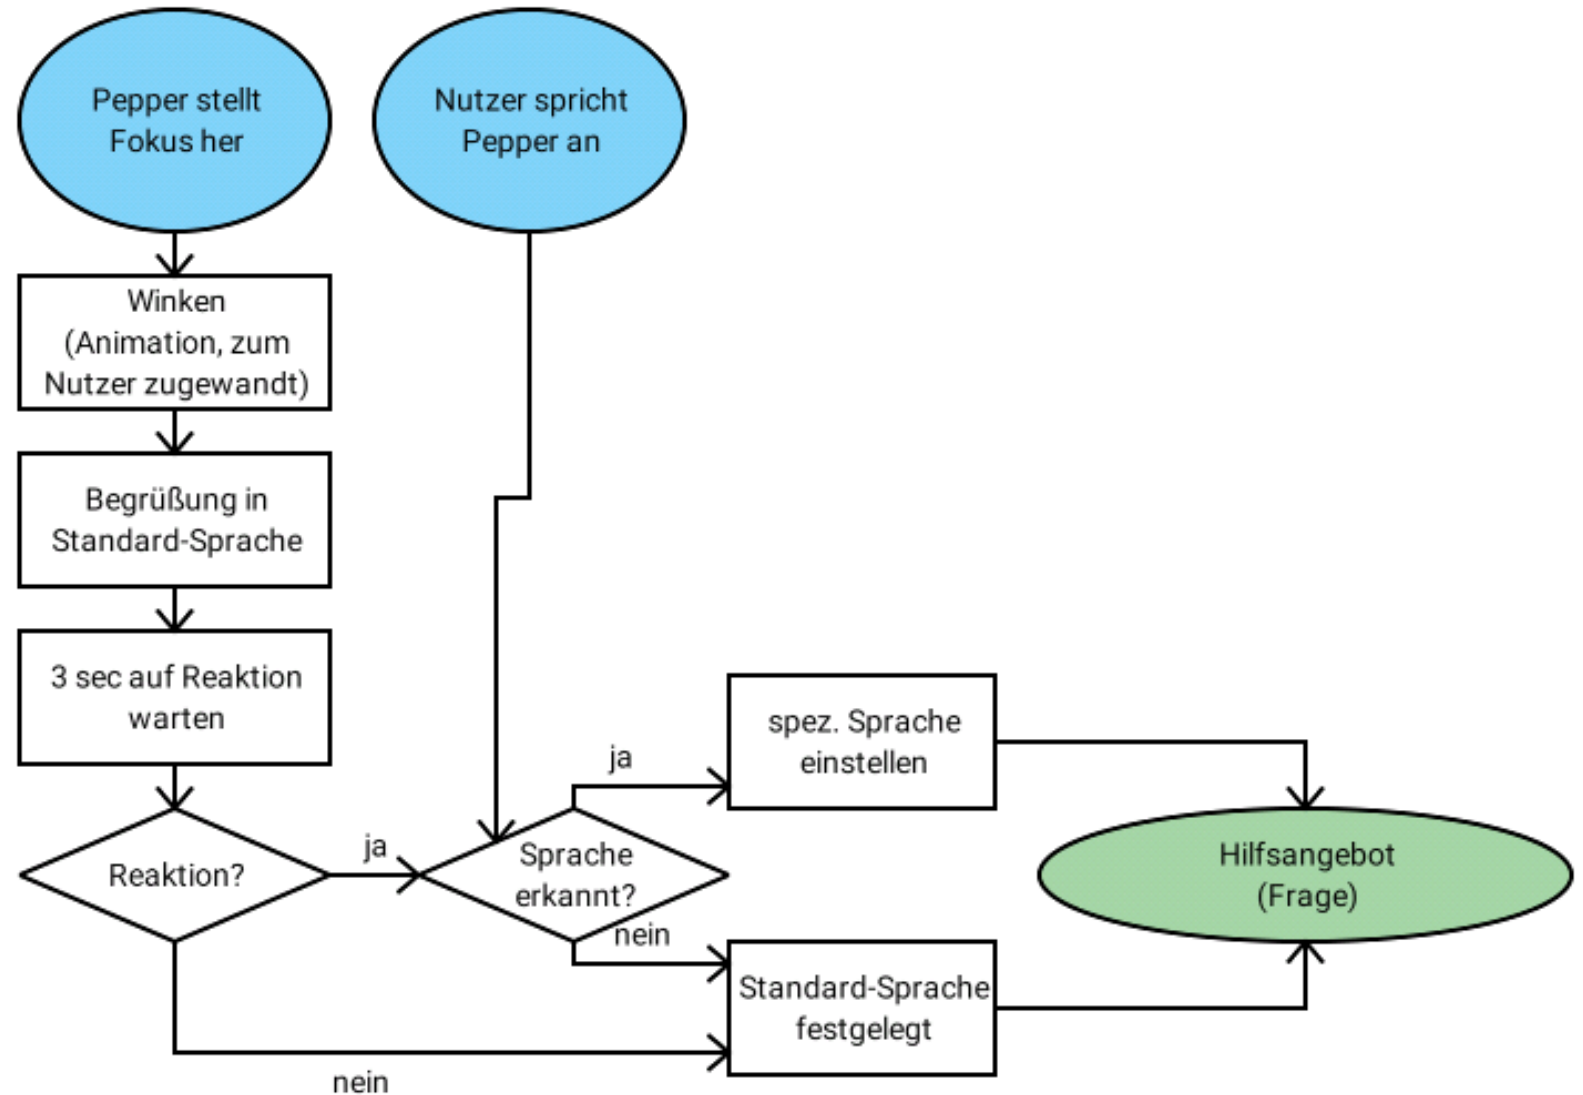 Pepper stellt
Fokus her
Nutzer spricht
Pepper an
Winken
(Animation, zum
Nutzer zugewandt)
Begrüßung in
Standard-Sprache
3 sec auf Reaktion
warten
spez. Sprache
einstellen
ja
Reaktion?
ja
Sprache
erkannt?
nein
Hilfsangebot
(Frage)
Standard-Sprache
festgelegt
nein